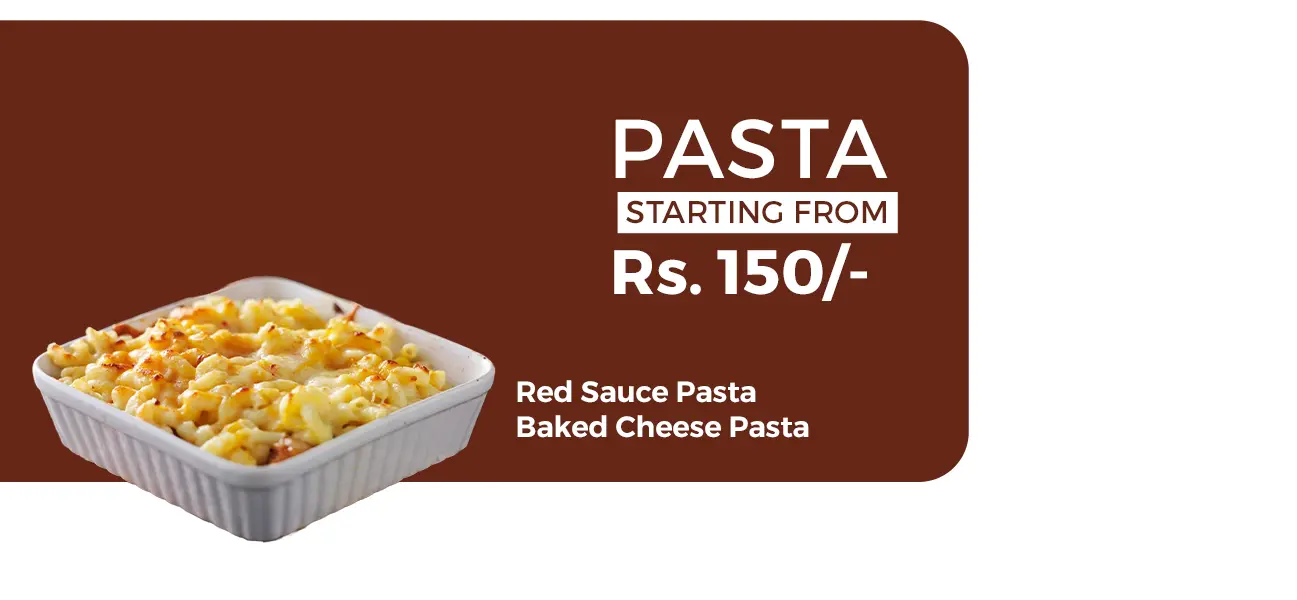 PASTA
STARTING FROM
Rs. 150/-
Red Sauce Pasta
Baked Cheese Pasta